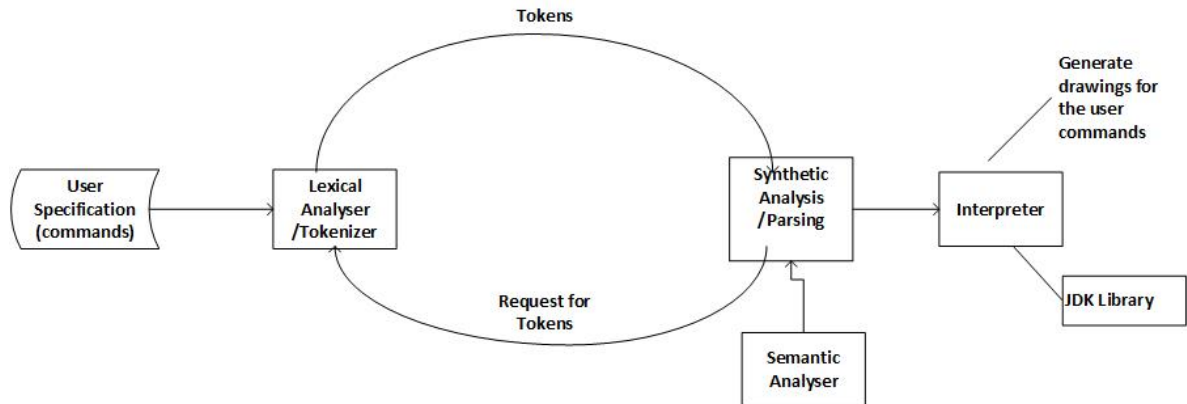 Tokens
Generate
drawings for
the user
commands
User
Specification
(commands)
Lexical
Analyser
/Tokenizer
Synthetic
Analysis
/Parsing
Interpreter
JDK Library
Request for
Tokens
Semantic
Analyser